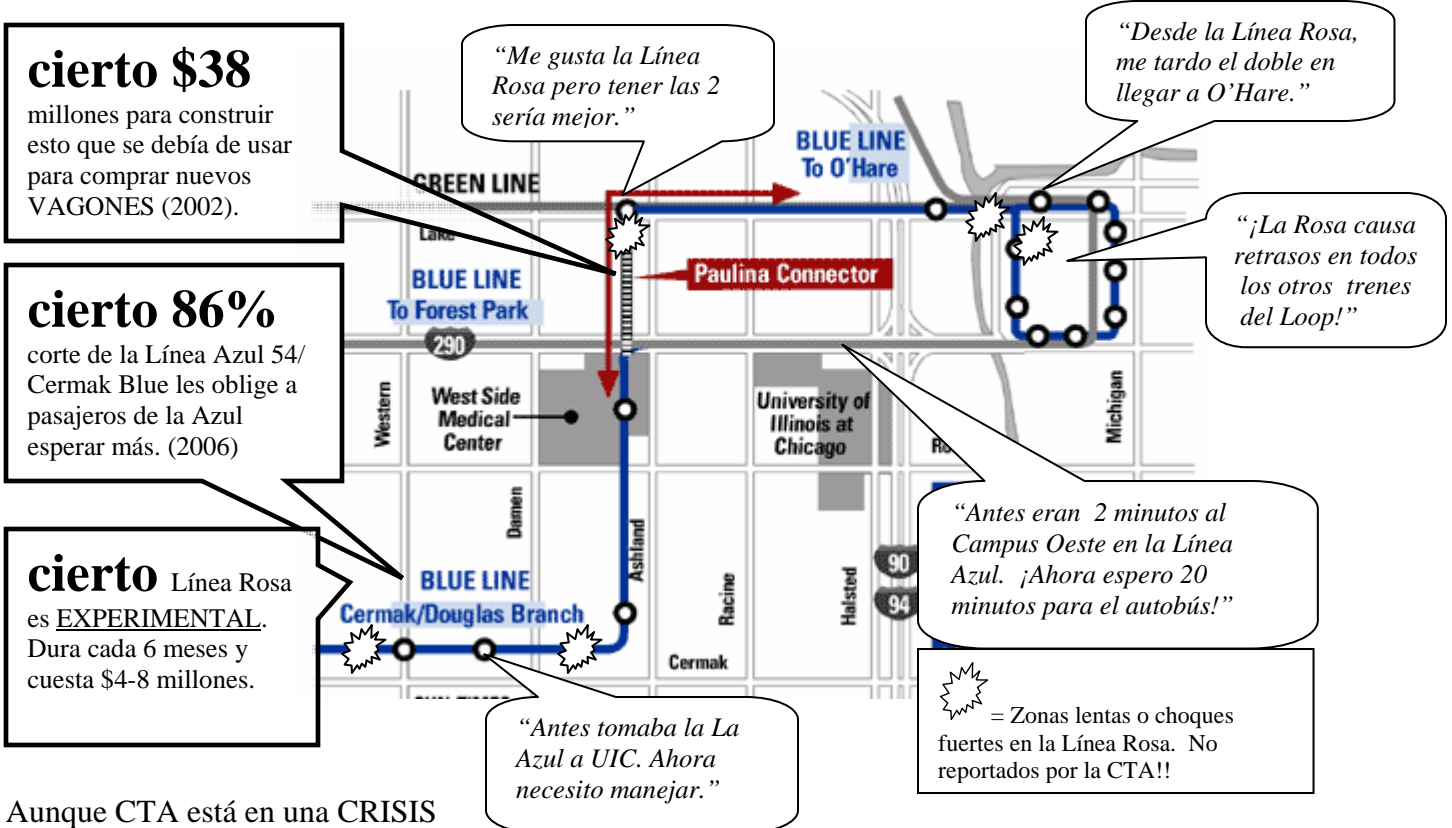 cierto $38
millones para construir
esto que se debía de usar
para comprar nuevos
VAGONES (2002).
cierto 86%
corte de la Línea Azul 54/
Cermak Blue les oblige a
pasajeros de la Azul
esperar más. (2006)
cierto Línea Rosa
es EXPERIMENTAL.
Dura cada 6 meses y
cuesta $4-8 millones.
“Me gusta la Línea
Rosa pero tener las 2
sería mejor.”
“Desde la Línea Rosa,
me tardo el doble en
llegar a O’Hare.”
“¡La Rosa causa
retrasos en todos
los otros trenes
del Loop!”
BLUE LINE
To O'Hare
GREEN LINE
Lake
BLUE LINE
To Forest Park
290
Paulina Connector
West Side
Medical
Center
University of
Illinois at
Chicago
Western
Damen
Ashland
Racine
Halsted
Michigan
90
94
BLUE LINE
Cermak/Douglas Branch
Cermak
“Antes eran 2 minutos al
Campus Oeste en la Línea
Azul. ¡Ahora espero 20
minutos para el autobús!”
= Zonas lentas o choques
fuertes en la Línea Rosa. No
reportados por la CTA!!
“Antes tomaba la La
Azul a UIC. Ahora
necesito manejar.”
Aunque CTA está en una CRISIS